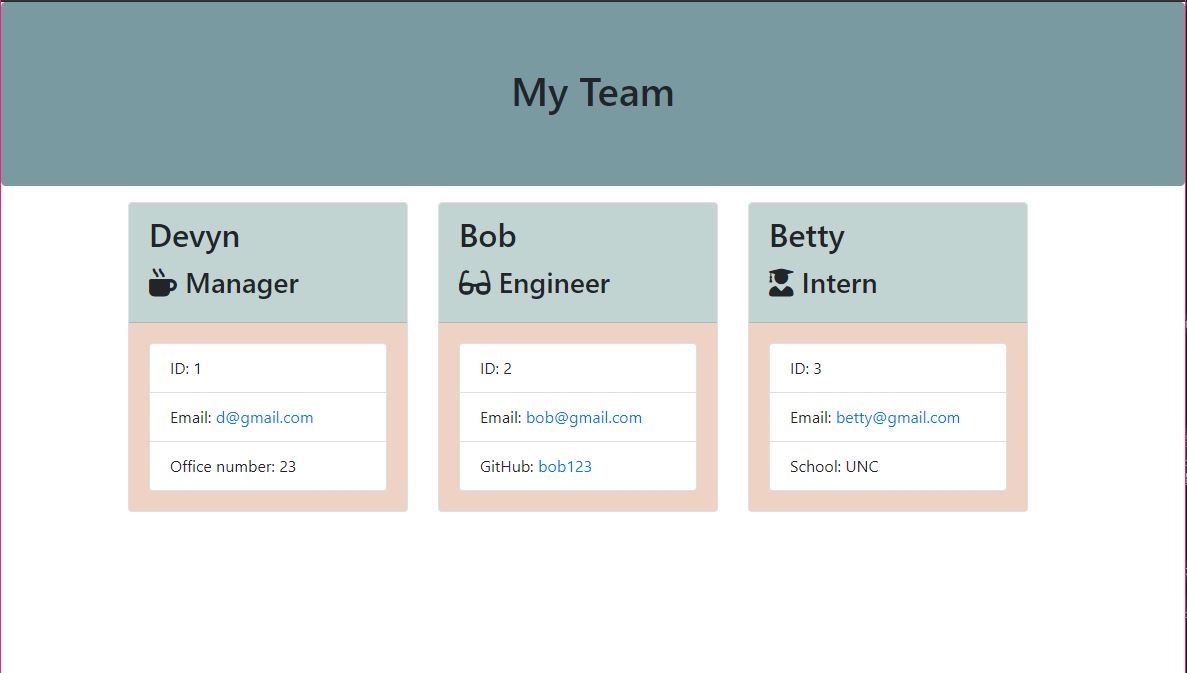 My Team
Devyn
Manager
ID: 1
Email: d@gmail.com
Office number: 23
Bob
Engineer
ID: 2
Email: bob@gmail.com
GitHub: bob123
Betty
Intern
ID: 3
Email: betty@gmail.com
School: UNC